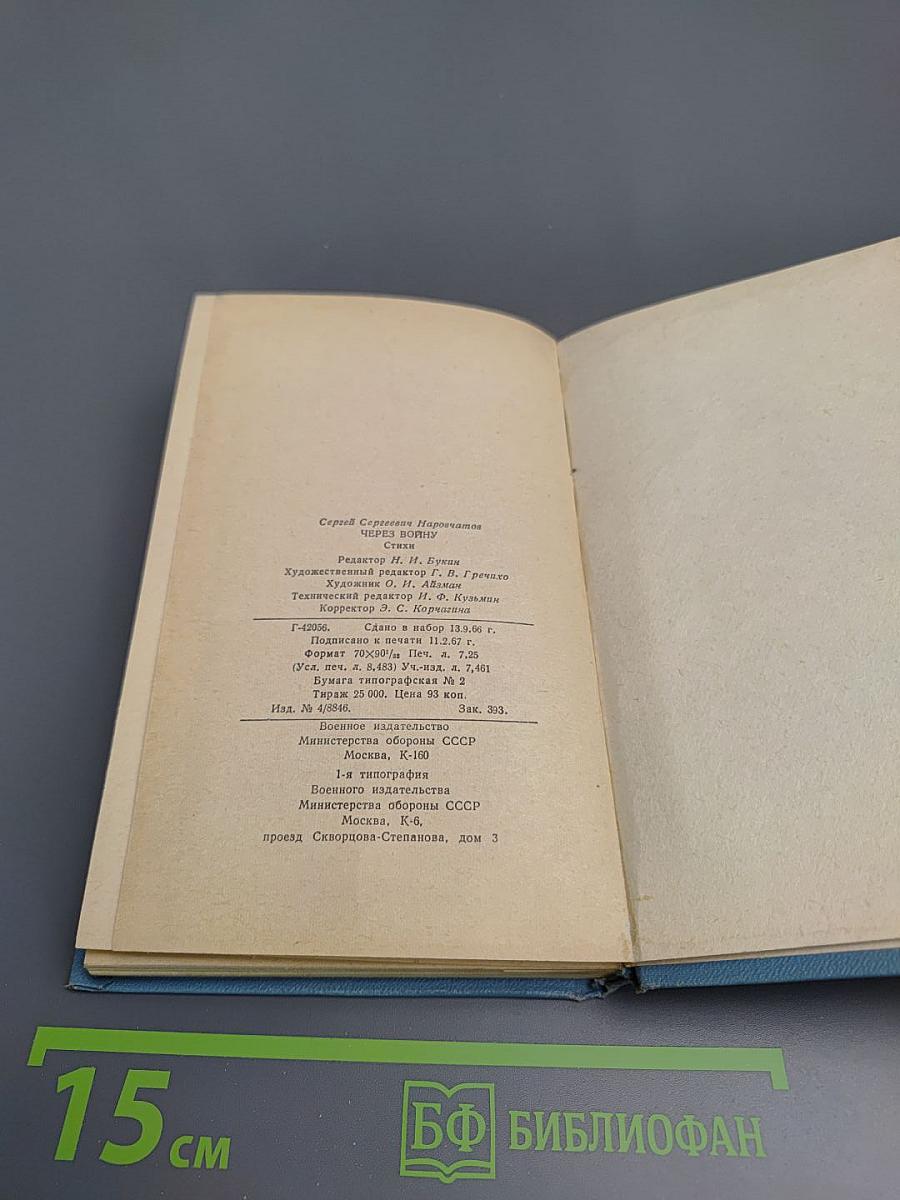 Сергей Сергеевич Наровчатов
ЧЕРЕЗ ВОЙНУ
Стихи
Редактор Н. И. Букин
Художественный редактор Г. В. Гречихо
Художник О. И. Айзман
Технический редактор И. Ф. Кузьмин
Корректор Э. С. Корчагина
Г-42056. Сдано в набор 13.9.66 г.
Подписано к печати 11.2.67 г.
Формат 70×90¹/₃₂ Печ. л. 7,25
(Усл. печ. л. 8,483) Уч.-изд. л. 7,461
Бумага типографская № 2
Тираж 25 000. Цена 93 коп.
Изд. № 4/8846. Зак. 393.
Военное издательство
Министерства обороны СССР
Москва, К-160
1-я типография
Военного издательства
Министерства обороны СССР
Москва, К-6,
проезд Скворцова-Степанова, дом 3
15 см
БФ БИБЛИОФАН